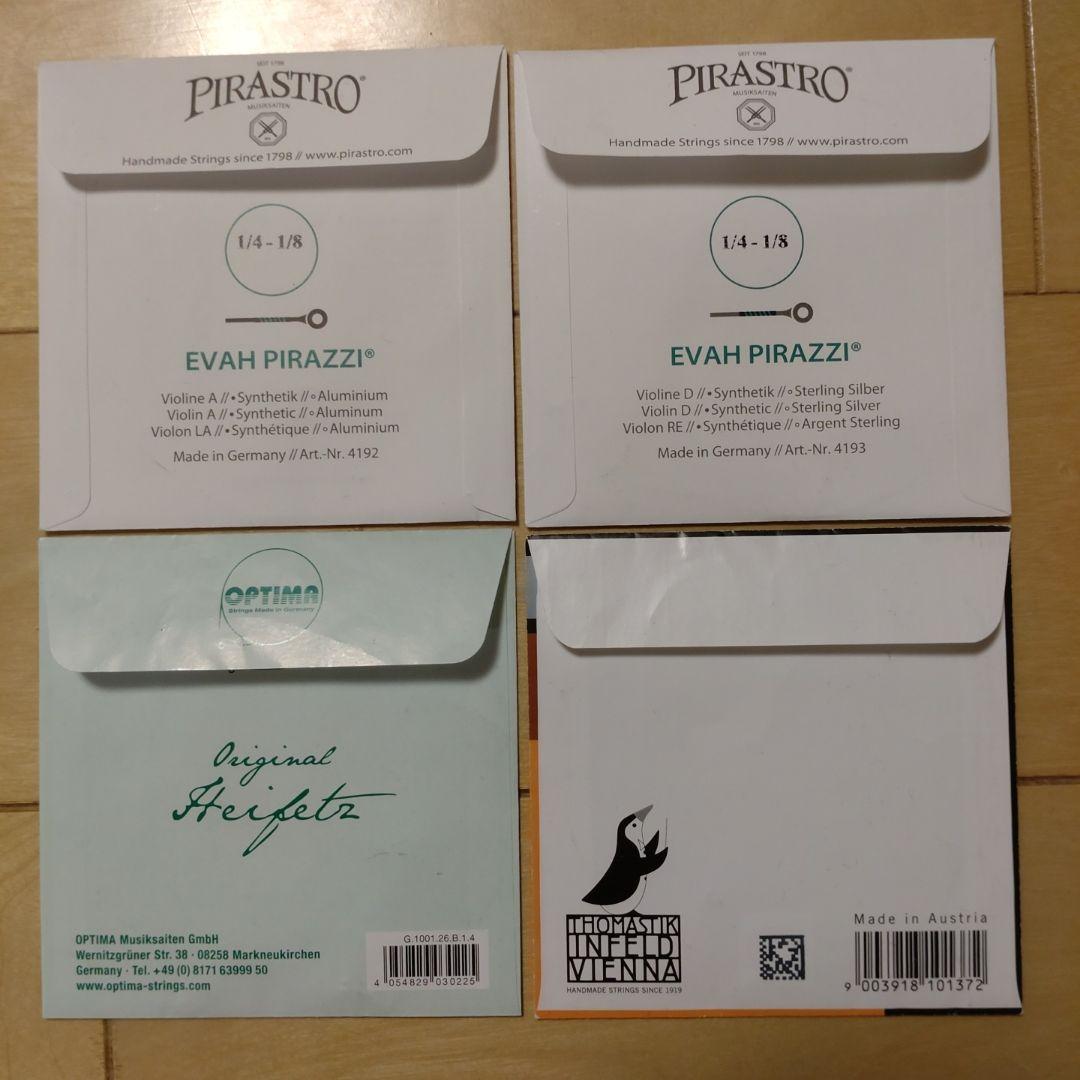 SEIT 1798
PIRASTRO®
MUSIKSAITEN
Handmade Strings since 1798 // www.pirastro.com
1/4 - 1/8
EVAH PIRAZZI®
Violine A //•Synthetik //∘Aluminium
Violin A //•Synthetic //∘Aluminum
Violon LA //•Synthétique //∘Aluminium
Made in Germany // Art.-Nr. 4192
SEIT 1798
PIRASTRO®
MUSIKSAITEN
Handmade Strings since 1798 // www.pirastro.com
1/4 - 1/8
EVAH PIRAZZI®
Violine D //•Synthetik //∘Sterling Silber
Violin D //•Synthetic //∘Sterling Silver
Violon RE //•Synthétique //∘Argent Sterling
Made in Germany // Art.-Nr. 4193
OPTIMA
Strings Made in Germany
Original
Heifetz
OPTIMA Musiksaiten GmbH
Wernitzgrüner Str. 38 · 08258 Markneukirchen
Germany · Tel. +49 (0) 8171 63999 50
www.optima-strings.com
G.1001.26.B.1.4
4 054829 030225
THOMASTIK
INFELD
VIENNA
HANDMADE STRINGS SINCE 1919
Made in Austria
9 003918 101372